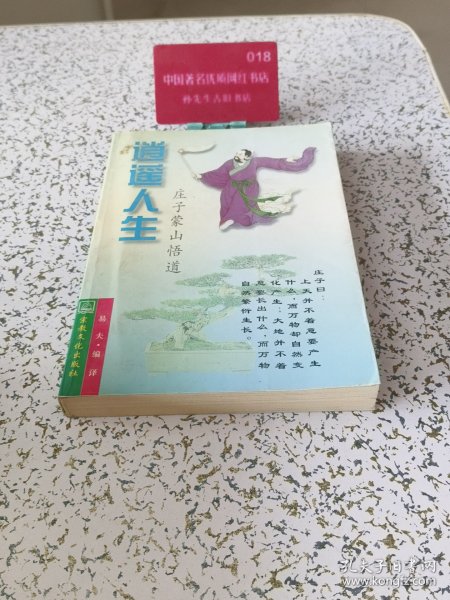 018
中国著名优质网红书店
孙先生古旧书店
逍遥人生
庄子蒙山悟道
庄子曰：
上天并不着意要产生
什么，而万物却自然变
化产生；大地并不着
意要长出什么，而万物
自然繁衍生长。
易夫·编译
宗教文化出版社
孔夫子旧书网
www.kongfz.com